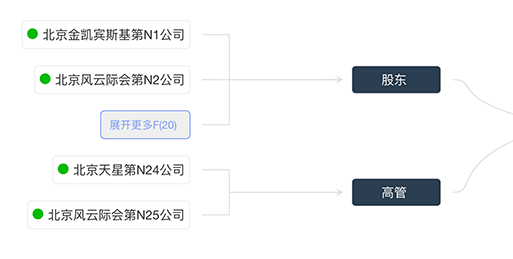 北京金凯宾斯基第N1公司
北京风云际会第N2公司
股东
展开更多F(20)
北京天星第N24公司
高管
北京风云际会第N25公司